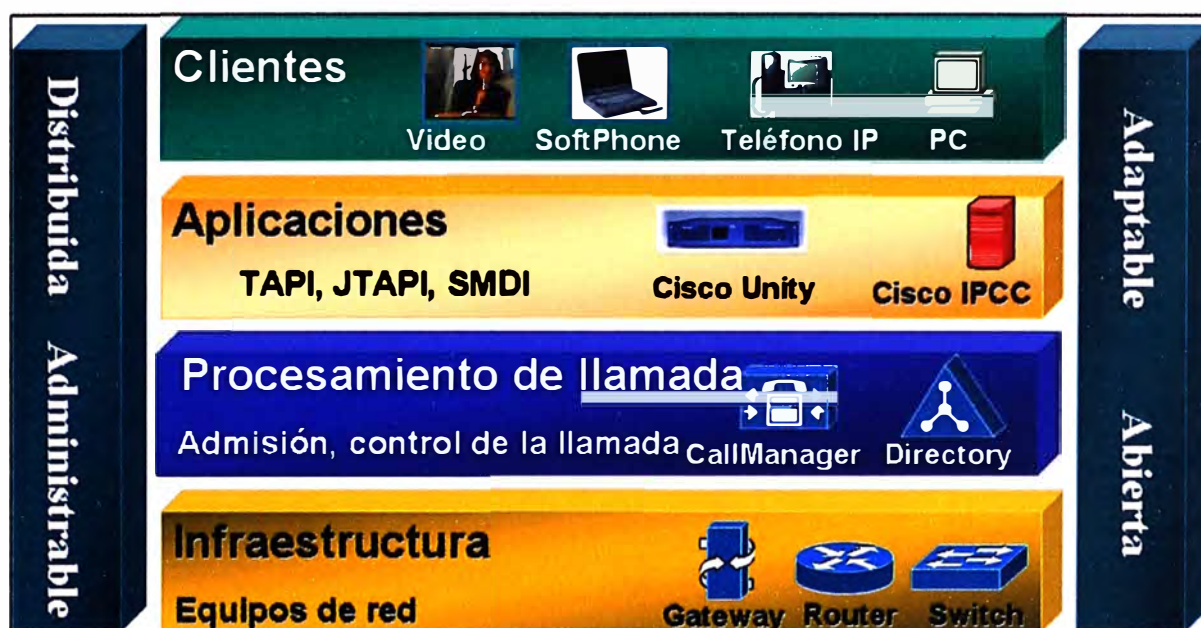 Distribuida Administrable
Clientes
Video SoftPhone Teléfono IP PC
Aplicaciones
TAPI, JTAPI, SMDI
Cisco Unity Cisco IPCC
Procesamiento de llamada
Admisión, control de la llamada CallManager Directory
Infraestructura
Equipos de red
Gateway Router Switch
Adaptable Abierta